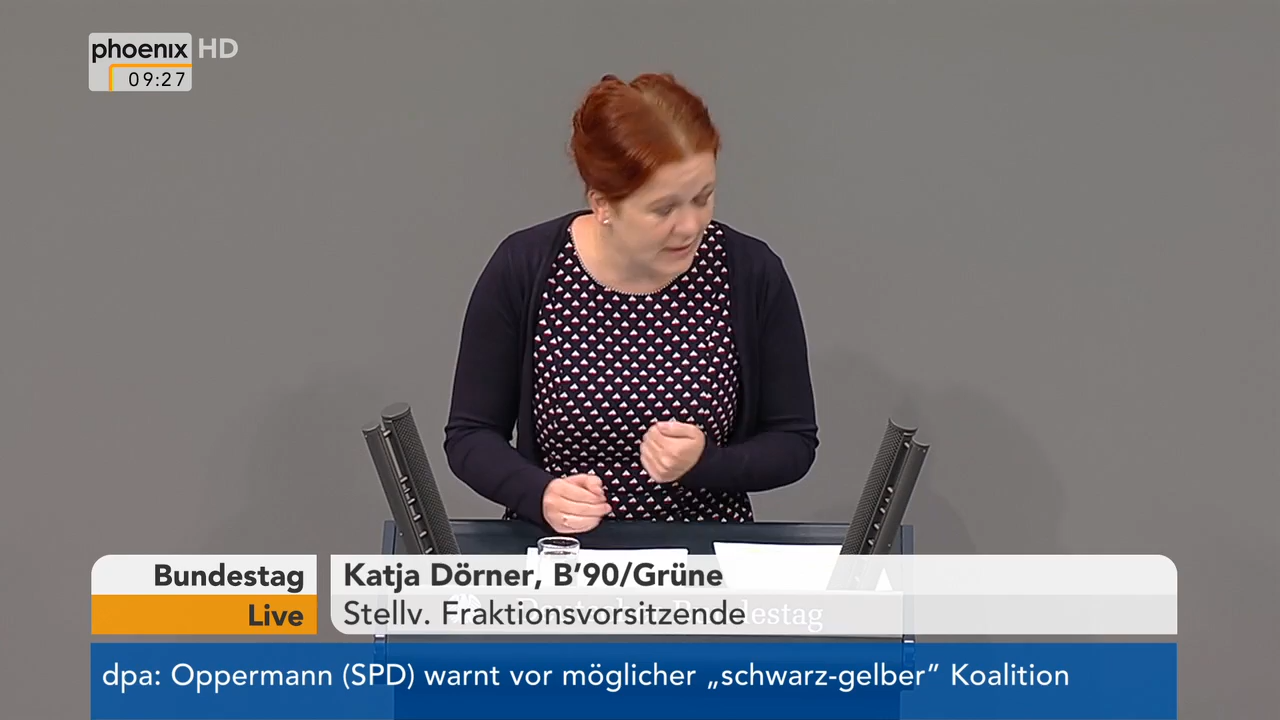 phoenix HD
09:27
Bundestag
Katja Dörner, B'90/Grüne
Live
Stellv. Fraktionsvorsitzende
dpa: Oppermann (SPD) warnt vor möglicher „schwarz-gelber” Koalition